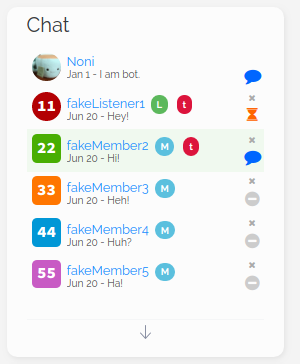 Chat
Noni
Jan 1 - I am bot.
11 fakeListener1 L t
Jun 20 - Hey!
22 fakeMember2 M t
Jun 20 - Hi!
33 fakeMember3 M
Jun 20 - Heh!
44 fakeMember4 M
Jun 20 - Huh?
55 fakeMember5 M
Jun 20 - Ha!